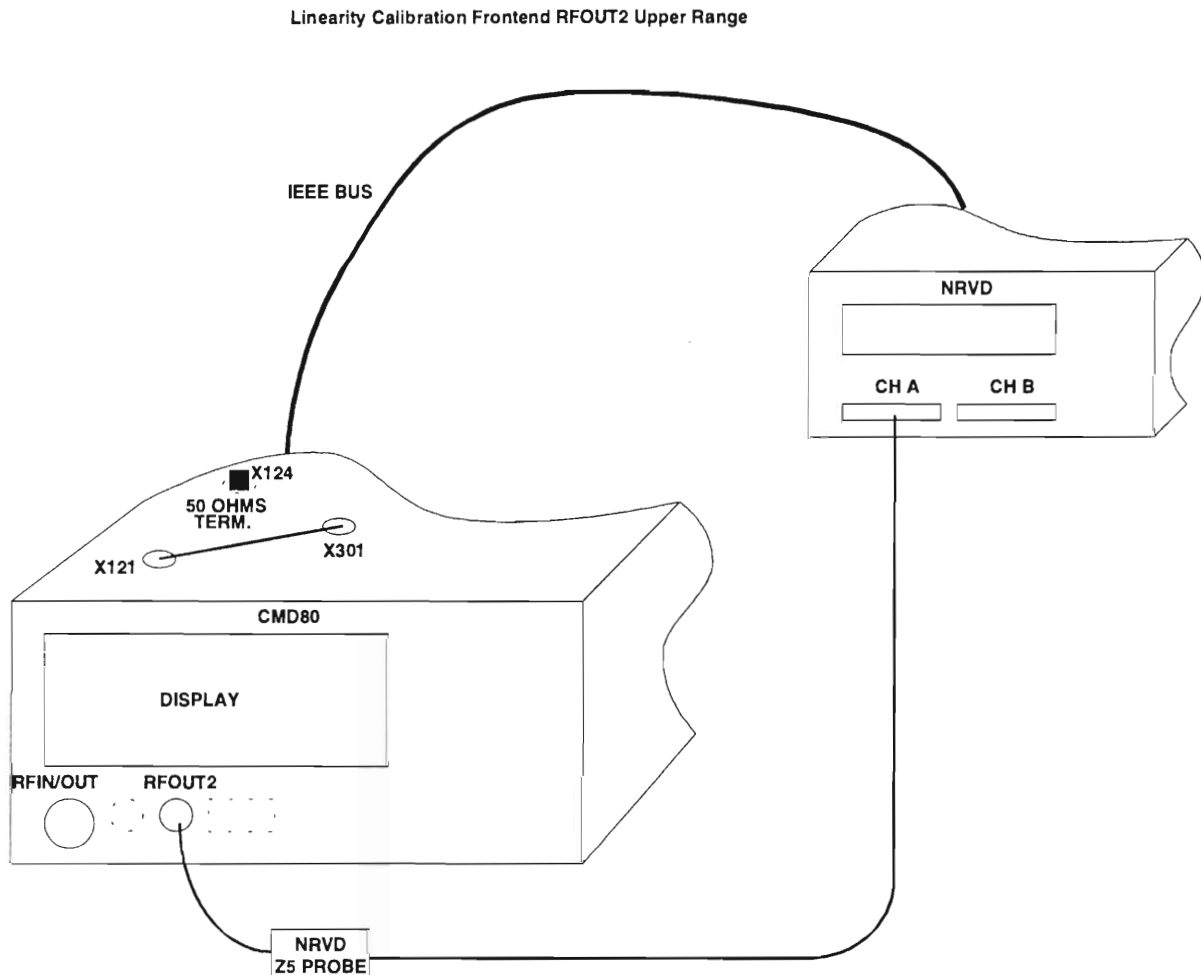 Linearity Calibration Frontend RFOUT2 Upper Range
IEEE BUS
NRVD
CH A
CH B
X124
50 OHMS
TERM.
X301
X121
CMD80
DISPLAY
RFIN/OUT
RFOUT2
NRVD
Z5 PROBE